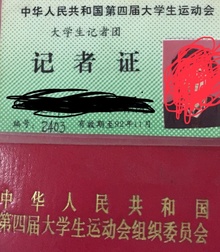 中华人民共和国第四届大学生运动会
大学生记者团
记者证
编号：2403 有效期至92年11月
中华人民共和国
第四届大学生运动会组织委员会